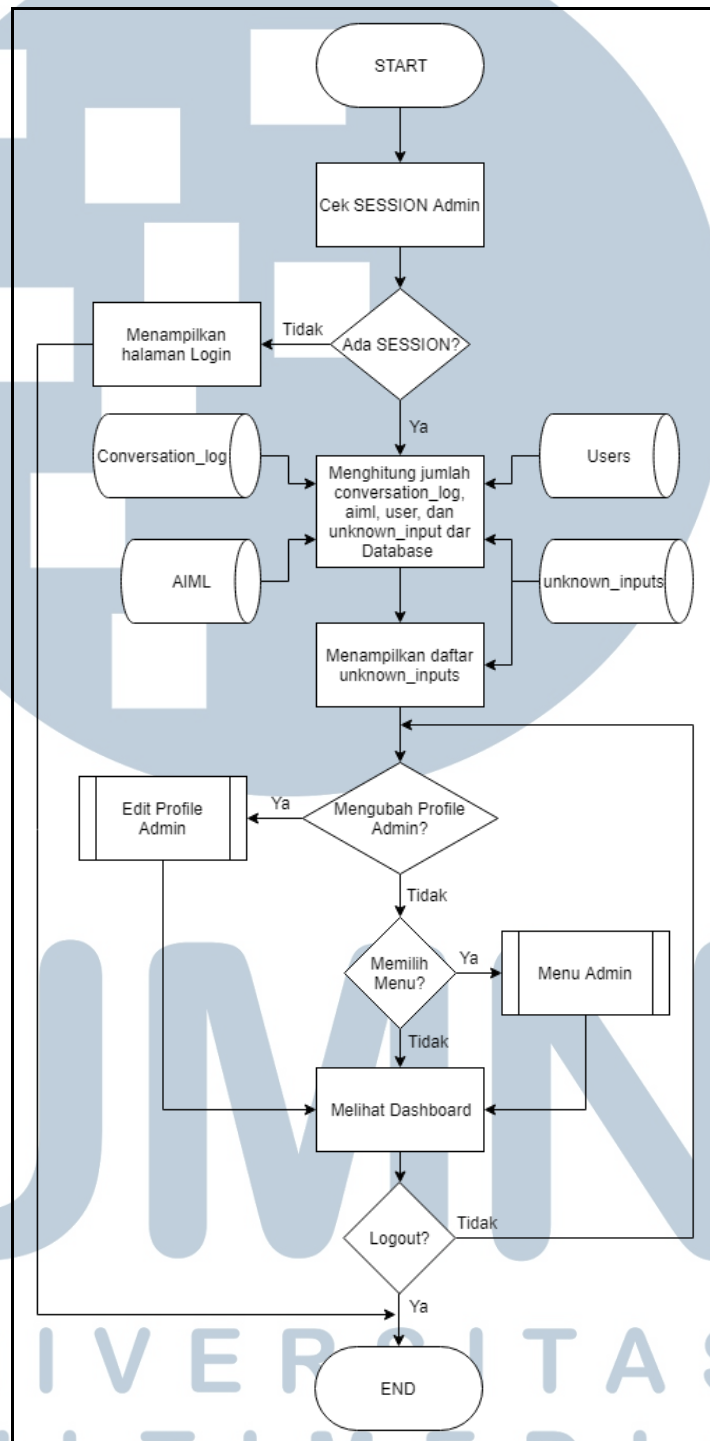 START
Cek SESSION Admin
Ada SESSION?
Tidak
Menampilkan
halaman Login
Ya
Conversation_log
Menghitung jumlah
conversation_log,
aiml, user, dan
unknown_input dar
Database
Users
AIML
unknown_inputs
Menampilkan daftar
unknown_inputs
Mengubah Profile
Admin?
Ya
Edit Profile
Admin
Tidak
Memilih
Menu?
Ya
Menu Admin
Tidak
Melihat Dashboard
Logout?
Tidak
Ya
END
UMN
IVERSITAS